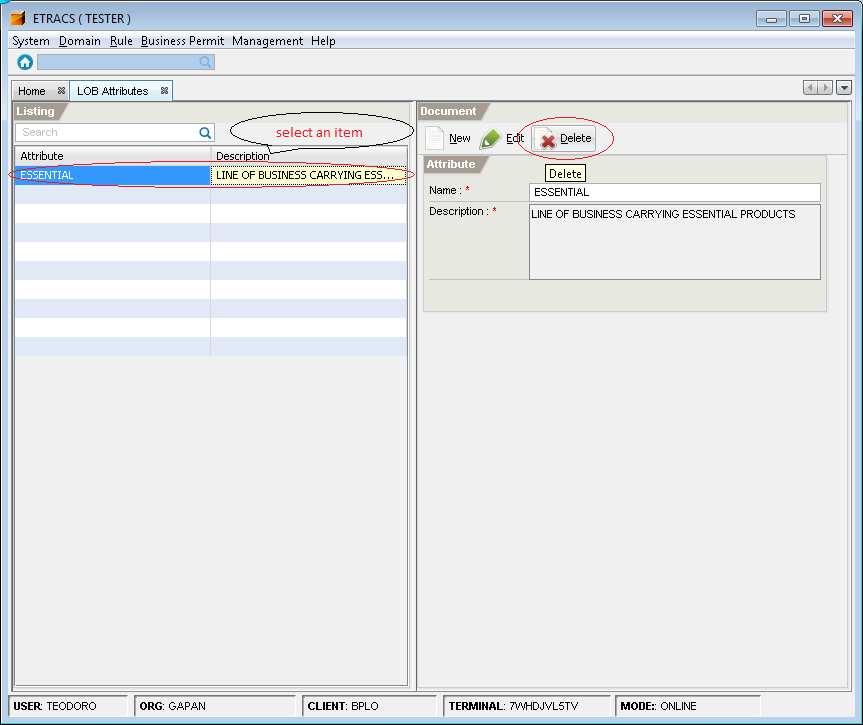 ETRACS ( TESTER )
System Domain Rule Business Permit Management Help
Home LOB Attributes
Listing
Search
select an item
Attribute Description
ESSENTIAL LINE OF BUSINESS CARRYING ESS...
Document
New Edit Delete
Attribute
Delete
Name : * ESSENTIAL
Description : * LINE OF BUSINESS CARRYING ESSENTIAL PRODUCTS
USER: TEODORO ORG: GAPAN CLIENT: BPLO TERMINAL: 7WHDJVL5TV MODE:: ONLINE